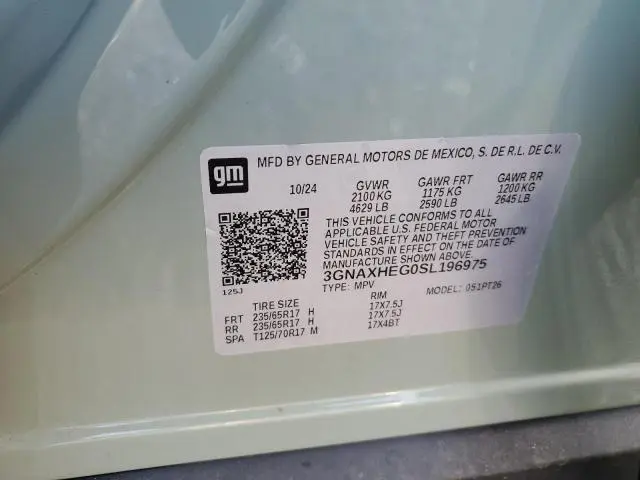 gm
MFD BY GENERAL MOTORS DE MEXICO, S. DE R.L. DE C.V.
10/24 GVWR GAWR FRT GAWR RR
2100 KG 1175 KG 1200 KG
4629 LB 2590 LB 2645 LB
THIS VEHICLE CONFORMS TO ALL
APPLICABLE U.S. FEDERAL MOTOR
VEHICLE SAFETY AND THEFT PREVENTION
STANDARDS IN EFFECT ON THE DATE OF
MANUFACTURE SHOWN ABOVE.
3GNAXHEG0SL196975
125J
TYPE: MPV MODEL: 051PT26
TIRE SIZE RIM
FRT 235/65R17 H 17X7.5J
RR 235/65R17 H 17X7.5J
SPA T125/70R17 M 17X4BT